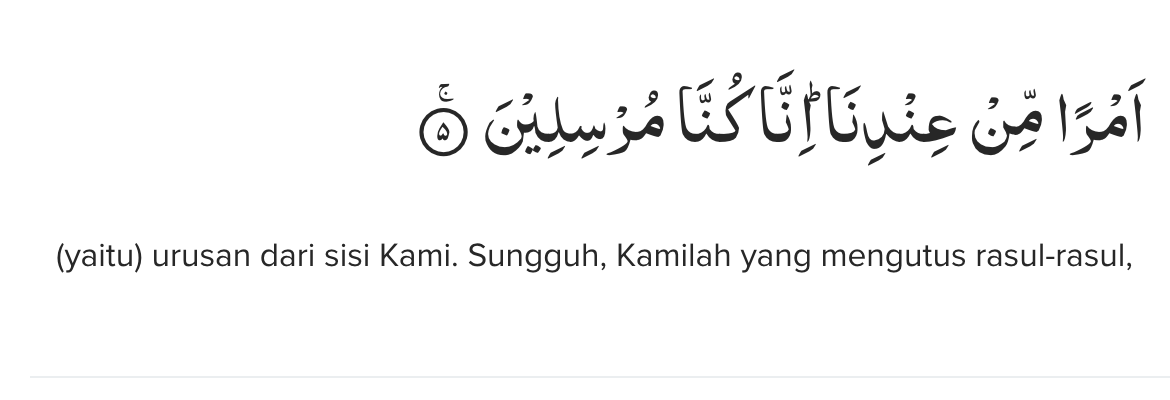 اَمْرًا مِّنْ عِنْدِنَاۗ اِنَّا كُنَّا مُرْسِلِيْنَۚ ۝٥
(yaitu) urusan dari sisi Kami. Sungguh, Kamilah yang mengutus rasul-rasul,